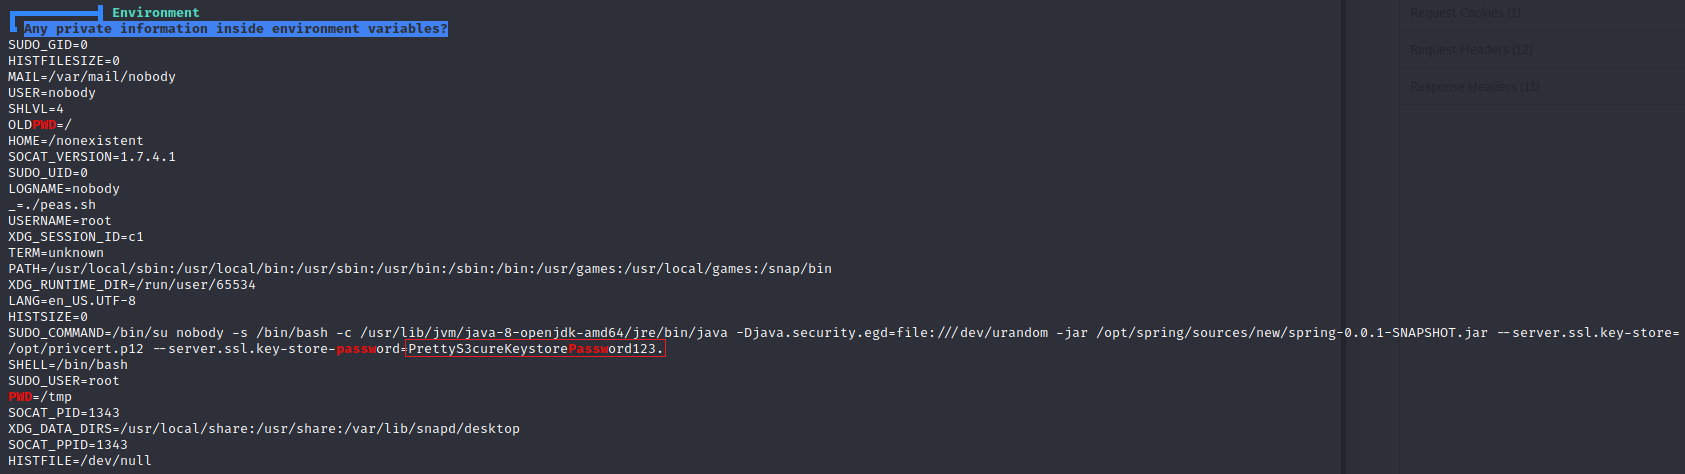 Environment
Any private information inside environment variables?
SUDO_GID=0
HISTFILESIZE=0
MAIL=/var/mail/nobody
USER=nobody
SHLVL=4
OLDPWD=/
HOME=/nonexistent
SOCAT_VERSION=1.7.4.1
SUDO_UID=0
LOGNAME=nobody
_=./peas.sh
USERNAME=root
XDG_SESSION_ID=c1
TERM=unknown
PATH=/usr/local/sbin:/usr/local/bin:/usr/sbin:/usr/bin:/sbin:/bin:/usr/games:/usr/local/games:/snap/bin
XDG_RUNTIME_DIR=/run/user/65534
LANG=en_US.UTF-8
HISTSIZE=0
SUDO_COMMAND=/bin/su nobody -s /bin/bash -c /usr/lib/jvm/java-8-openjdk-amd64/jre/bin/java -Djava.security.egd=file:///dev/urandom -jar /opt/spring/sources/new/spring-0.0.1-SNAPSHOT.jar --server.ssl.key-store=
/opt/privcert.p12 --server.ssl.key-store-password=PrettyS3cureKeystorePassword123.
SHELL=/bin/bash
SUDO_USER=root
PWD=/tmp
SOCAT_PID=1343
XDG_DATA_DIRS=/usr/local/share:/usr/share:/var/lib/snapd/desktop
SOCAT_PPID=1343
HISTFILE=/dev/null
Request Cookies (1)
Request Headers (12)
Response Headers (11)